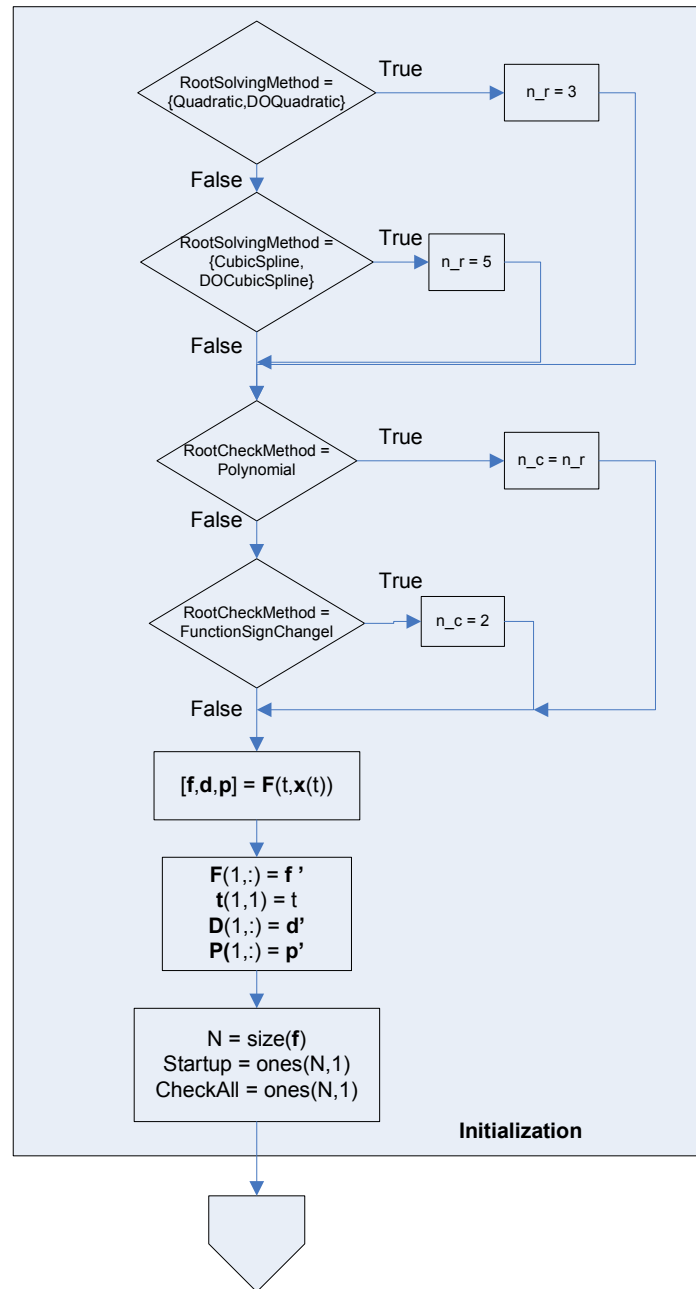 RootSolvingMethod =
{Quadratic,DOQuadratic}
True
n_r = 3
False
RootSolvingMethod =
{CubicSpline,
DOCubicSpline}
True
n_r = 5
False
RootCheckMethod =
Polynomial
True
n_c = n_r
False
RootCheckMethod =
FunctionSignChangel
True
n_c = 2
False
[f,d,p] = F(t,x(t))
F(1,:) = f '
t(1,1) = t
D(1,:) = d'
P(1,:) = p'
N = size(f)
Startup = ones(N,1)
CheckAll = ones(N,1)
Initialization